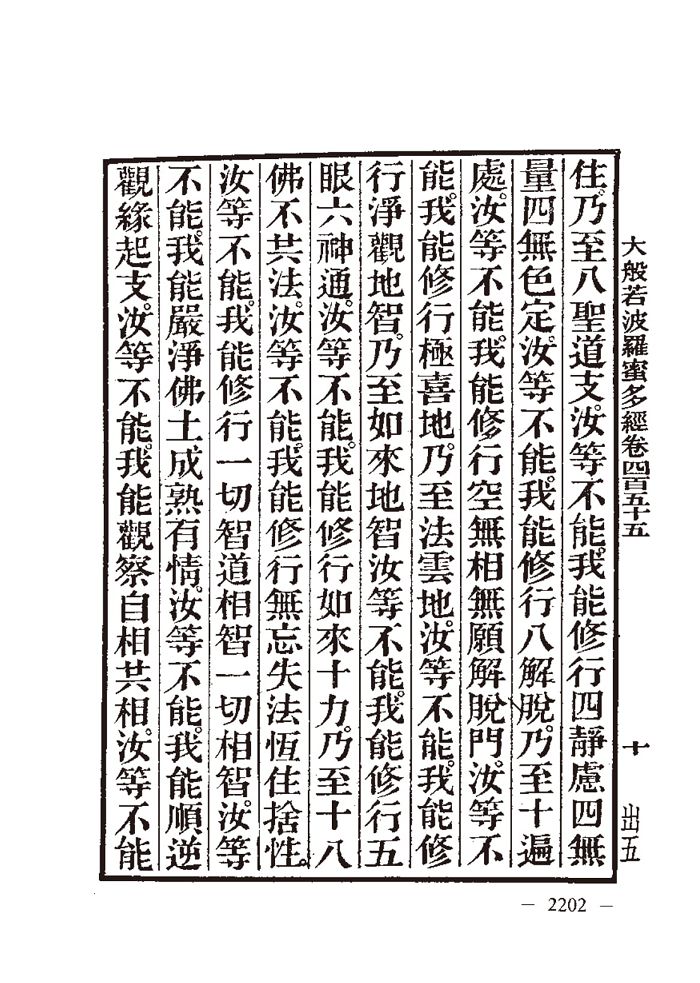 大般若波羅蜜多經卷四百五十五
十
出五
住。乃至八聖道支。汝等不能。我能修行四靜慮四無
量四無色定。汝等不能。我能修行八解脫。乃至十遍
處。汝等不能。我能修行空無相無願解脫門。汝等不
能。我能修行極喜地。乃至法雲地。汝等不能。我能修
行淨觀地智。乃至如來地智汝等不能。我能修行五
眼六神通。汝等不能。我能修行如來十力。乃至十八
佛不共法。汝等不能。我能修行無忘失法恆住捨性。
汝等不能。我能修行一切智道相智一切相智。汝等
不能。我能嚴淨佛土成熟有情。汝等不能。我能順逆
觀緣起支。汝等不能。我能觀察自相共相。汝等不能
— 2202 —